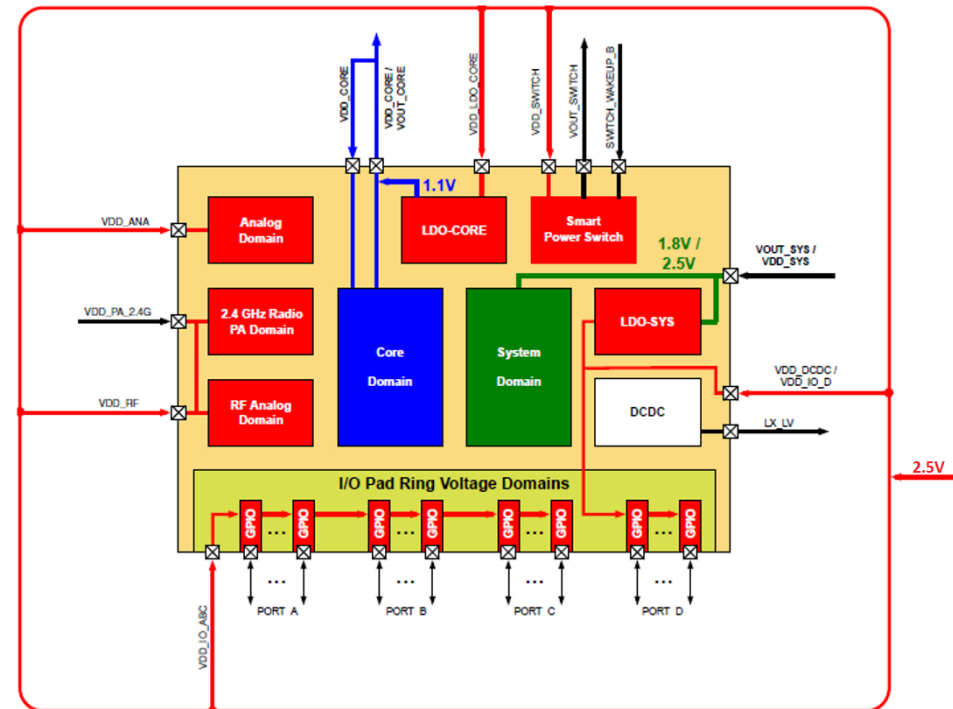 VDD_CORE
VDD_CORE /
VOUT_CORE
VDD_LDO_CORE
VDD_SWITCH
VOUT_SWITCH
SWITCH_WAKEUP_B
1.1V
VDD_ANA
Analog
Domain
LDO-CORE
Smart
Power Switch
1.8V /
2.5V
VOUT_SYS /
VDD_SYS
VDD_PA_2.4G
2.4 GHz Radio
PA Domain
Core
Domain
System
Domain
LDO-SYS
VDD_DCDC /
VDD_IO_D
VDD_RF
RF Analog
Domain
DCDC
LX_LV
2.5V
I/O Pad Ring Voltage Domains
GPIO
...
GPIO
GPIO
...
GPIO
GPIO
...
GPIO
GPIO
...
GPIO
...
...
...
...
PORT A
PORT B
PORT C
PORT D
VDD_IO_ABC